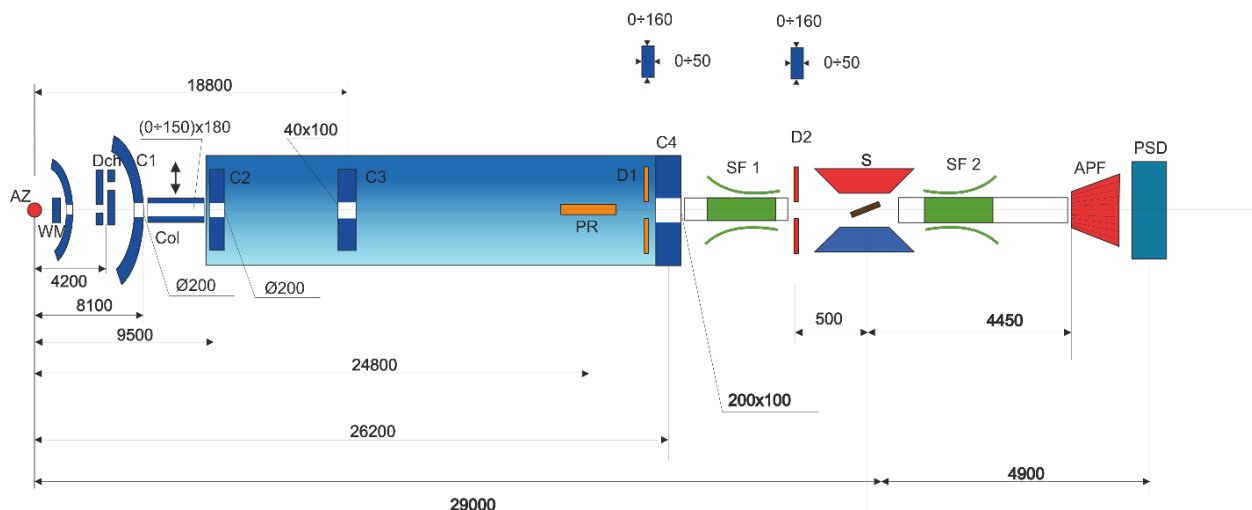 0÷160
0÷160
0÷50
0÷50
18800
(0÷150)x180
40x100
Dch
C1
C2
C3
D1
C4
D2
SF 1
S
SF 2
APF
PSD
AZ
WM
Col
PR
4200
Ø200
Ø200
8100
500
4450
9500
24800
200x100
26200
4900
29000